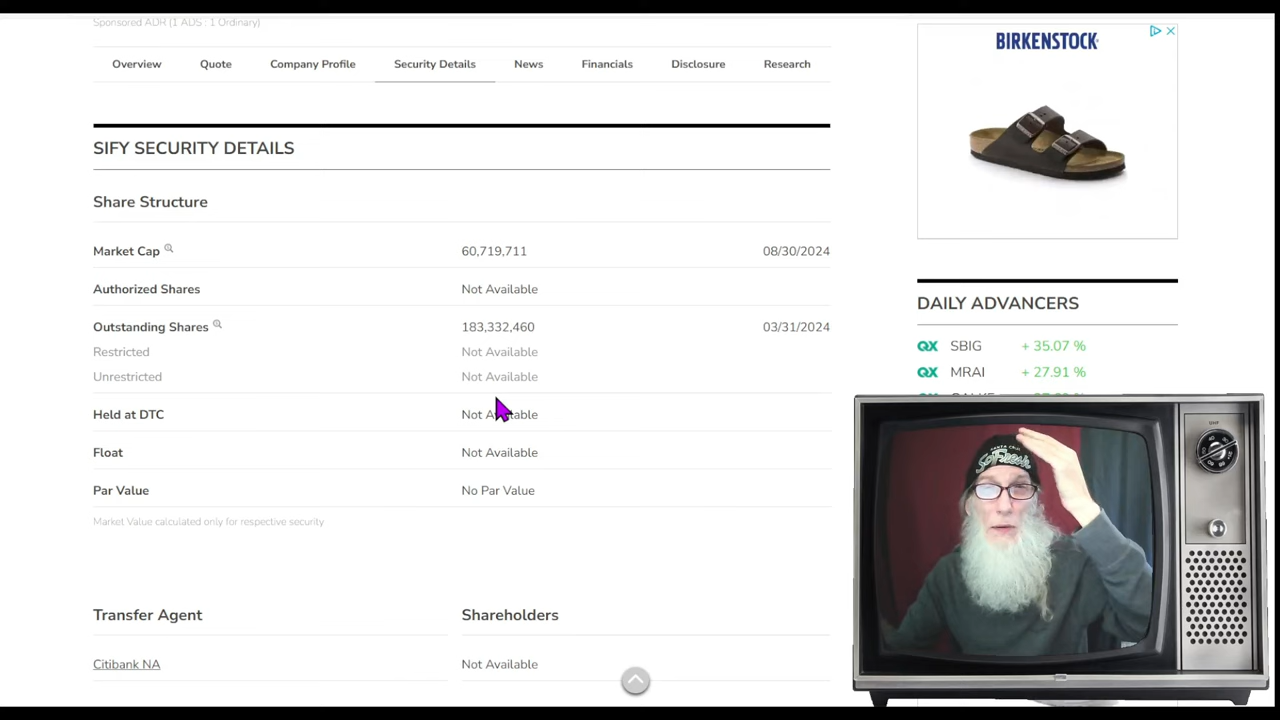 Sponsored ADR (1 ADS : 1 Ordinary)
Overview Quote Company Profile Security Details News Financials Disclosure Research
SIFY SECURITY DETAILS
Share Structure
Market Cap 60,719,711 08/30/2024
Authorized Shares Not Available
Outstanding Shares 183,332,460 03/31/2024
Restricted Not Available
Unrestricted Not Available
Held at DTC Not Available
Float Not Available
Par Value No Par Value
Market Value calculated only for respective security
Transfer Agent Shareholders
Citibank NA Not Available
BIRKENSTOCK
DAILY ADVANCERS
QX SBIG + 35.07 %
QX MRAI + 27.91 %
SANTA CRUZ